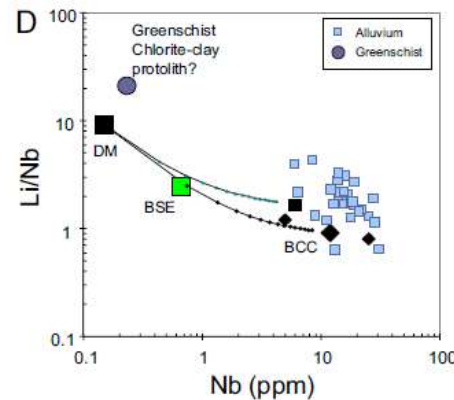 D
100
10
1
0.1
Li/Nb
Greenschist
Chlorite-clay
protolith?
Alluvium
Greenschist
DM
BSE
BCC
0.1
1
10
100
Nb (ppm)